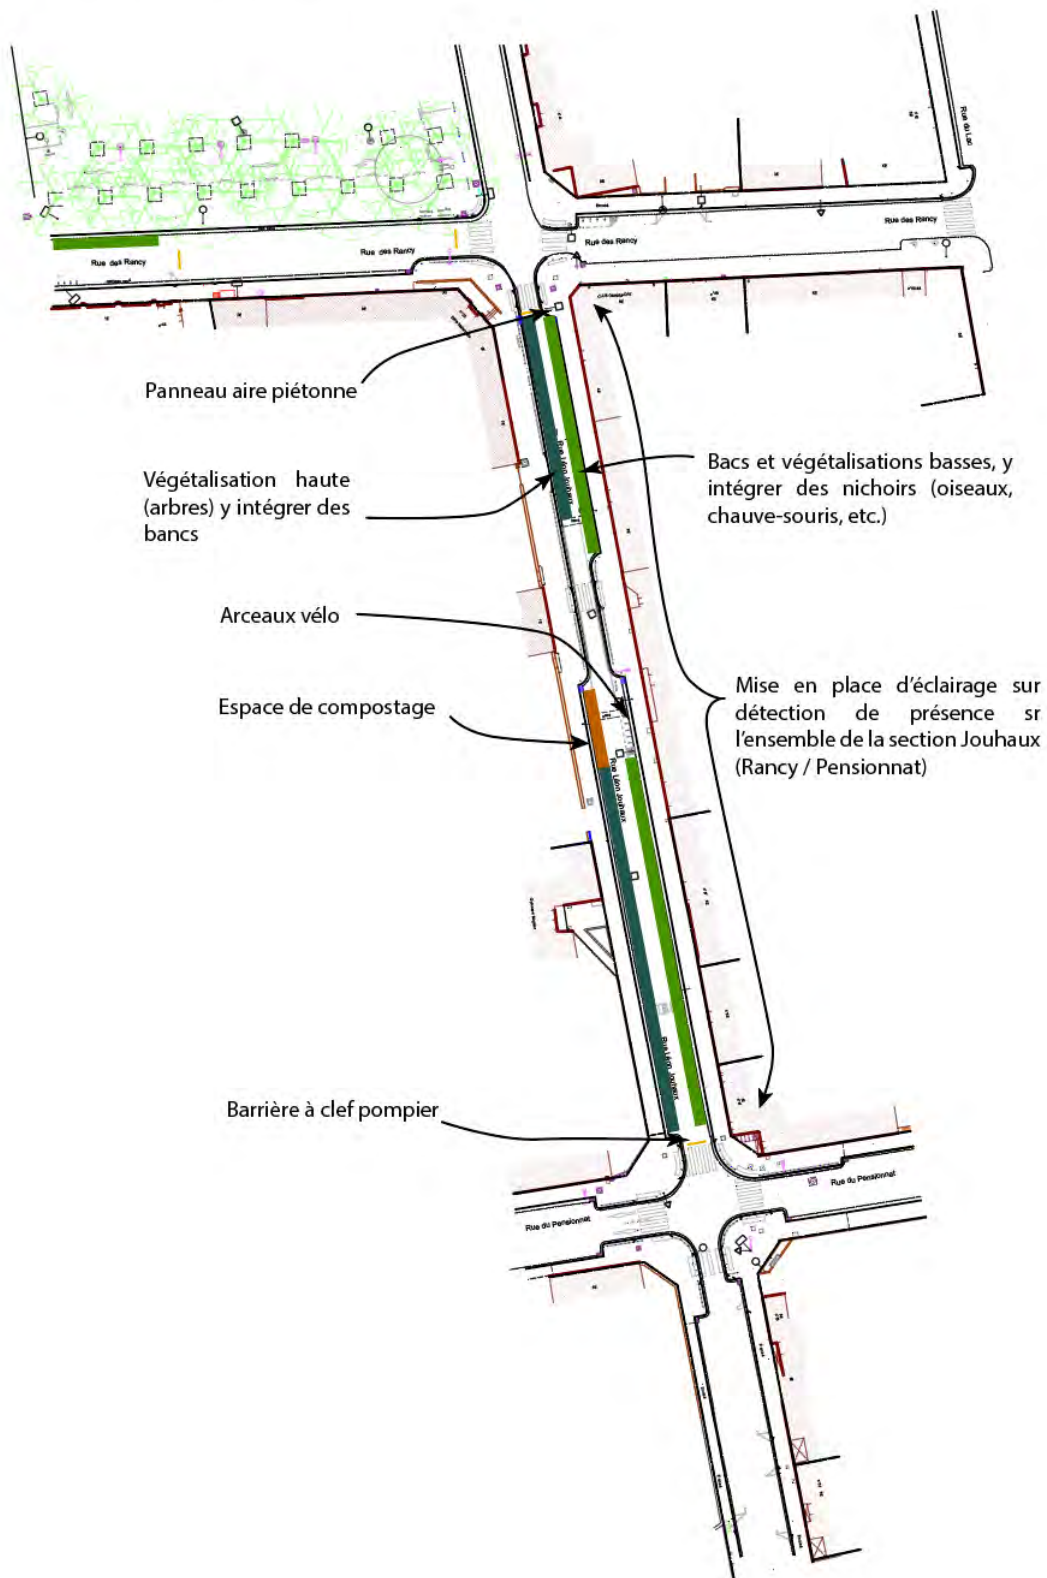 Rue du Lac
Rue des Rancy
Rue des Rancy
Rue des Rancy
Rue des Rancy
Panneau aire piétonne
Végétalisation haute
(arbres) y intégrer des
bancs
Rue Léon Jouhaux
Bacs et végétalisations basses, y
intégrer des nichoirs (oiseaux,
chauve-souris, etc.)
Arceaux vélo
Espace de compostage
Mise en place d'éclairage sur
détection de présence sr
l'ensemble de la section Jouhaux
(Rancy / Pensionnat)
Rue Léon Jouhaux
Rue Léon Jouhaux
Barrière à clef pompier
Rue du Pensionnat
Rue du Pensionnat